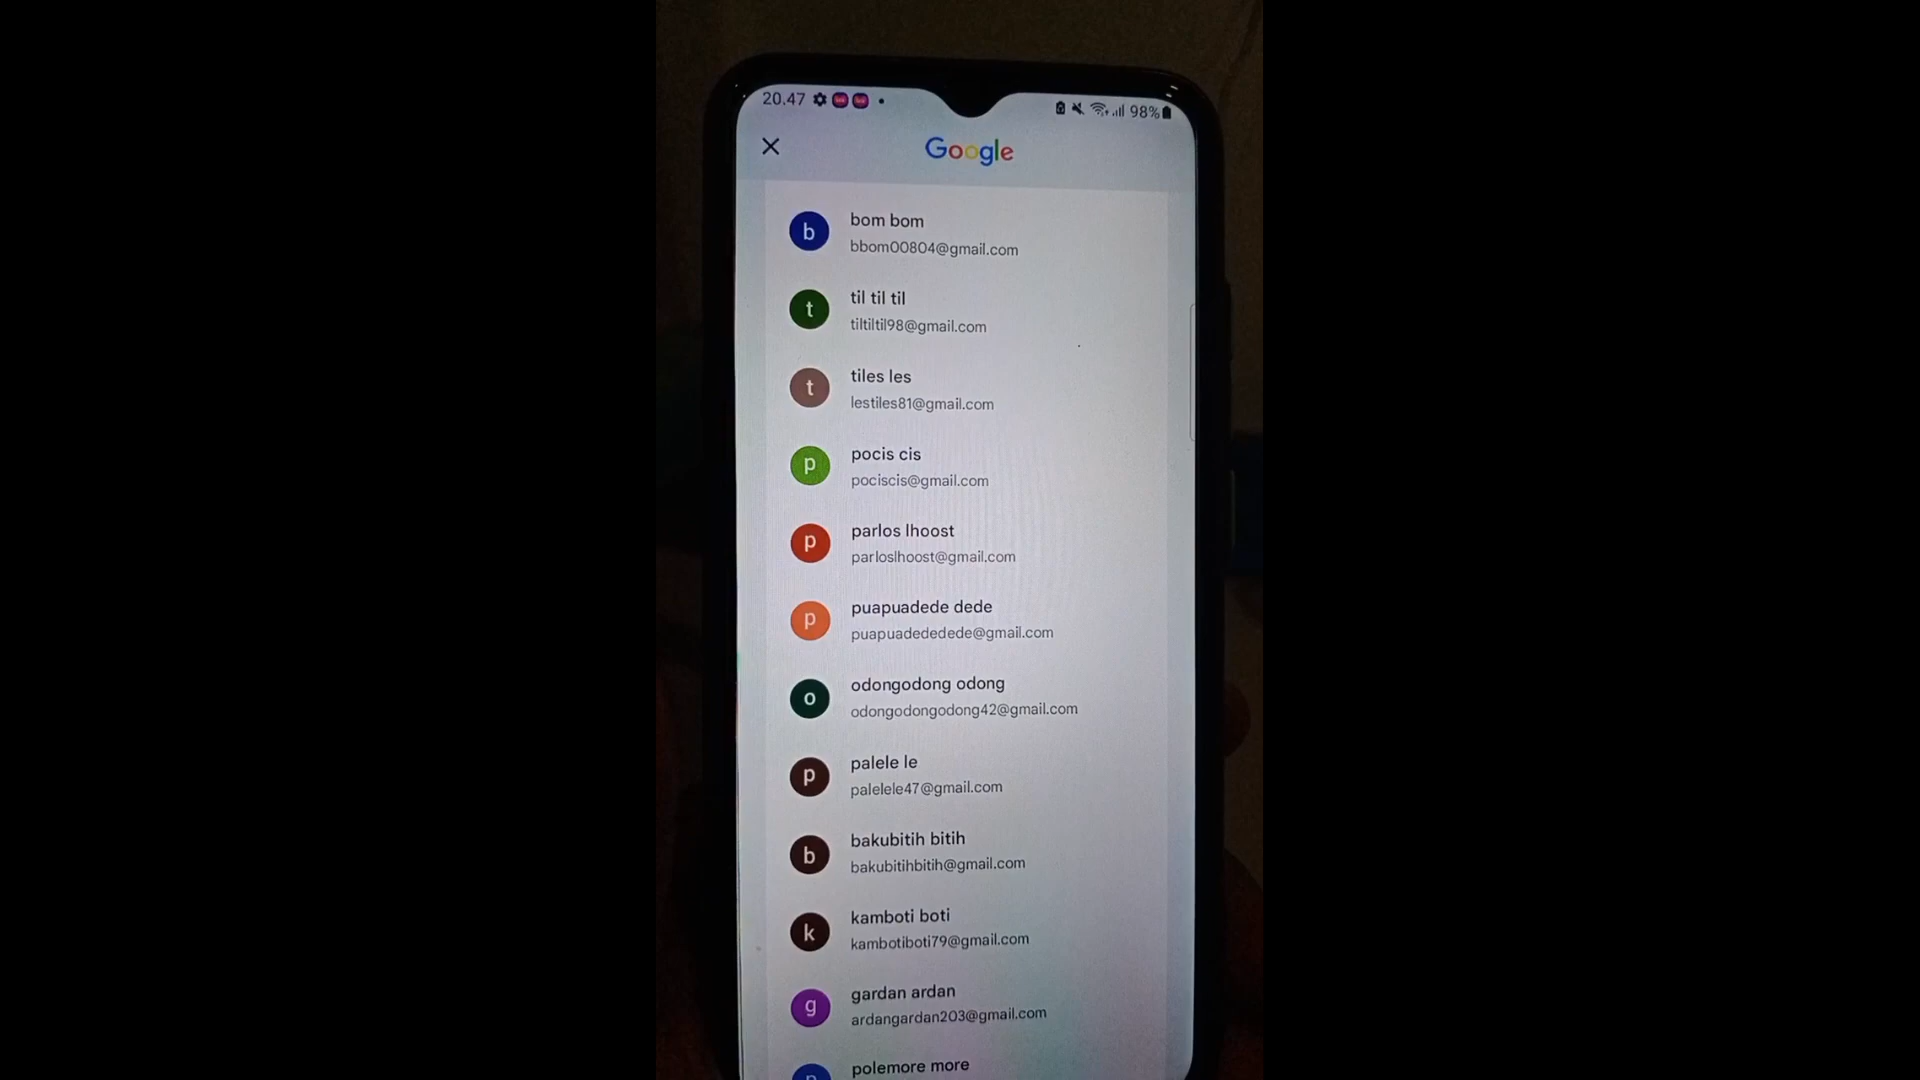 20.47
98%
Google
b
bom bom
bbom00804@gmail.com
t
til til til
tiltiltil98@gmail.com
t
tiles les
lestiles81@gmail.com
p
pocis cis
pociscis@gmail.com
p
parlos lhoost
parloslhoost@gmail.com
p
puapuadede dede
puapuadededede@gmail.com
o
odongodong odong
odongodongodong42@gmail.com
p
palele le
palelele47@gmail.com
b
bakubitih bitih
bakubitihbitih@gmail.com
k
kamboti boti
kambotiboti79@gmail.com
g
gardan ardan
ardangardan203@gmail.com
p
polemore more